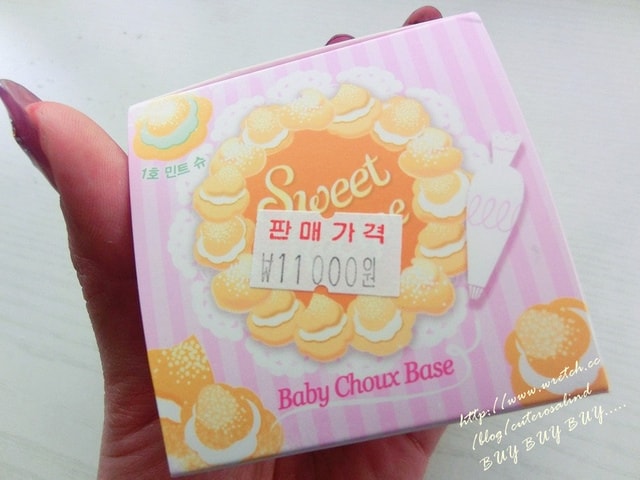 1호 민트 슈
Sweet
판매가격
₩11000원
Baby Choux Base
http://www.wretch.cc
/blog/cutcrosalind
BUY BUY BUY.....